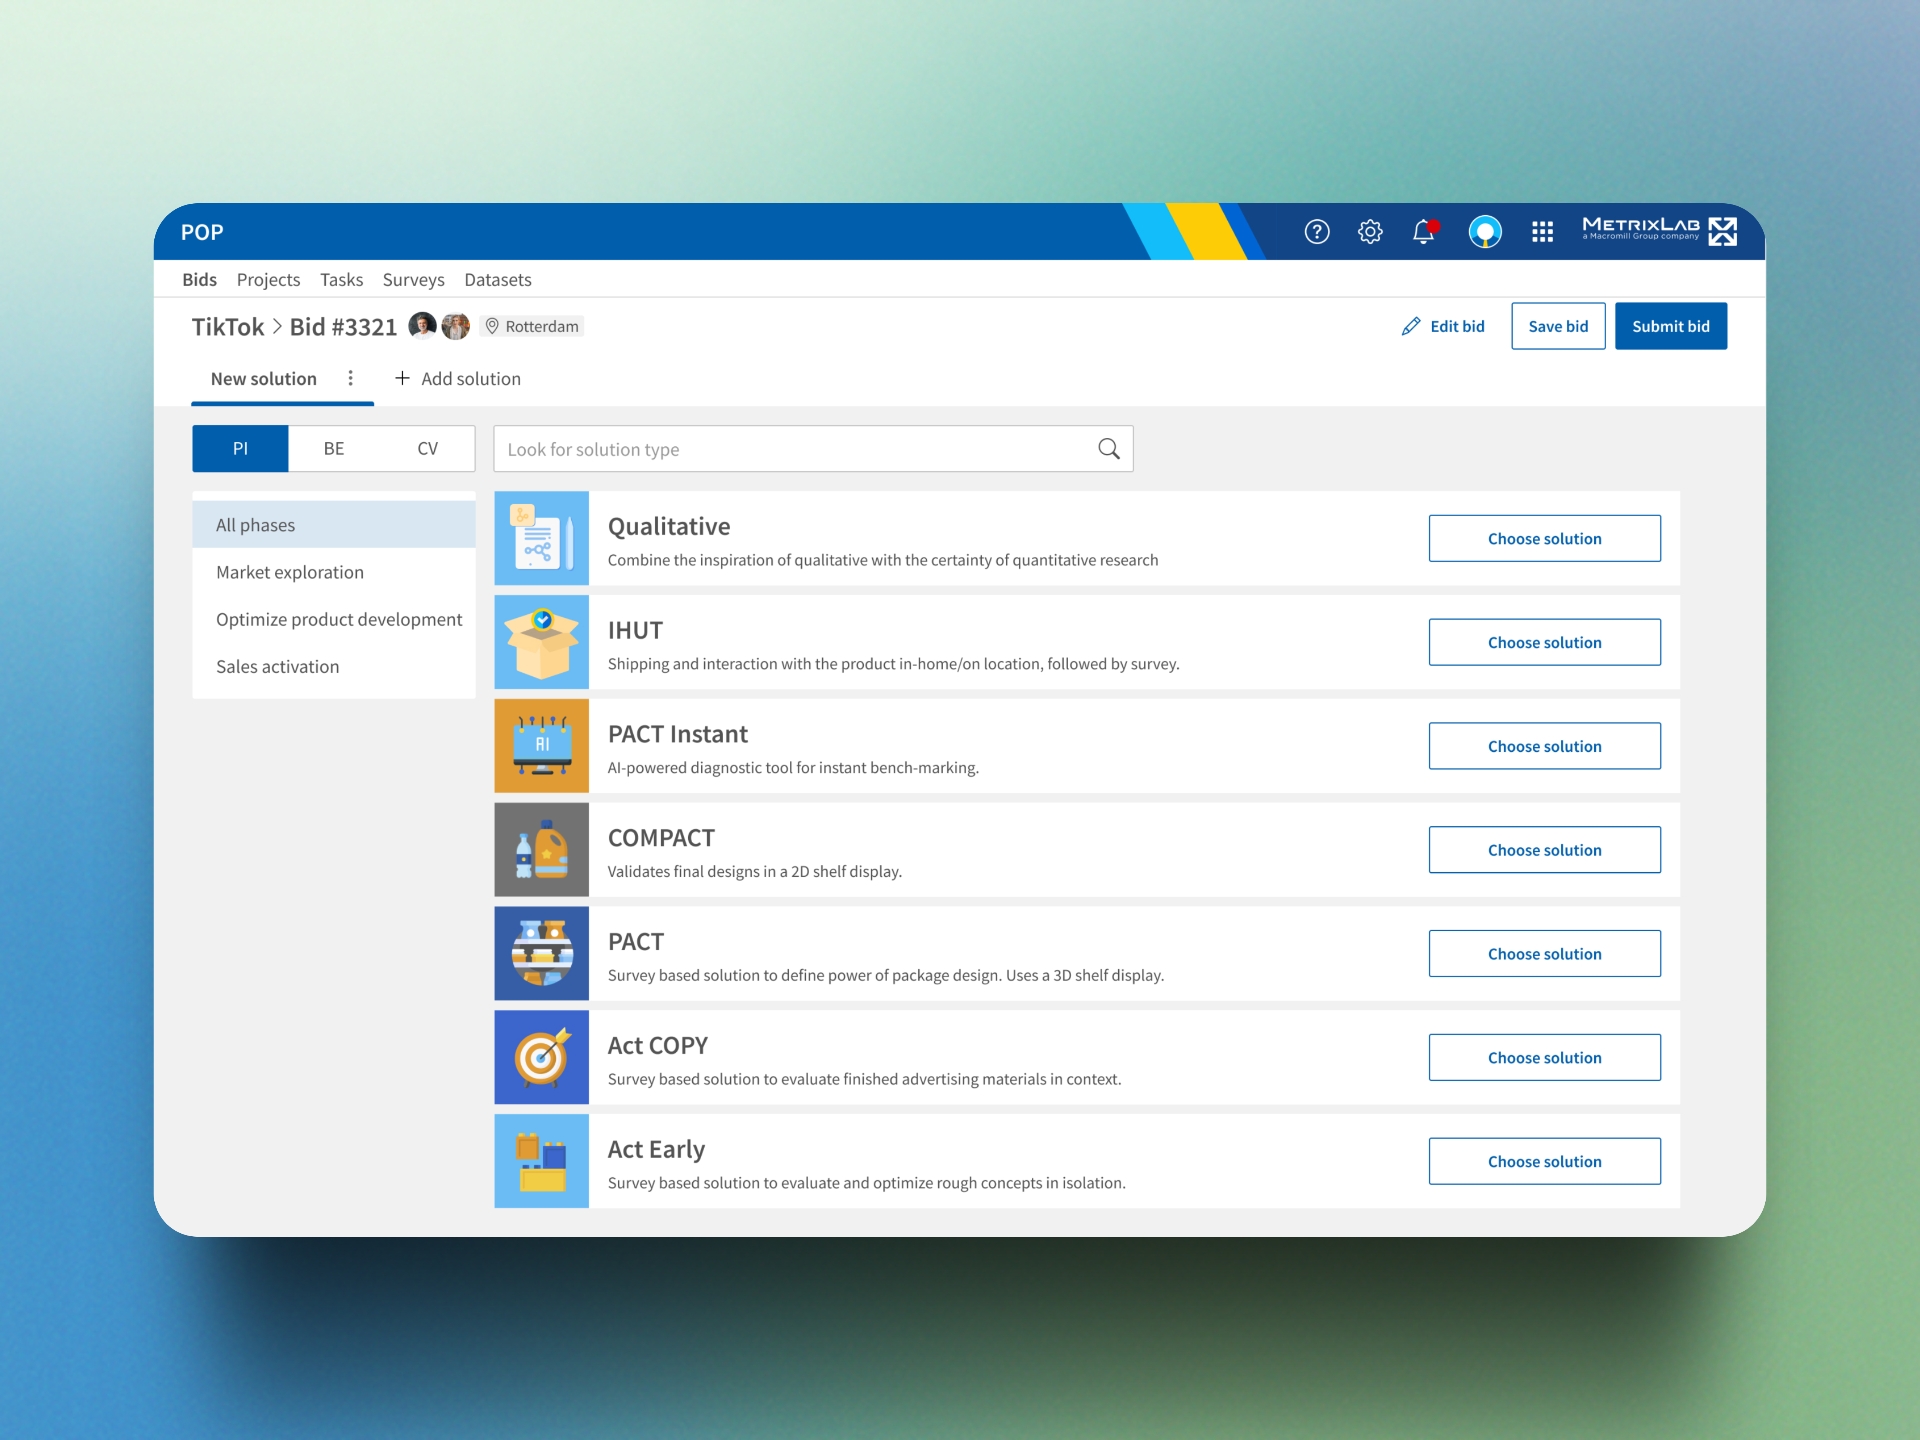 POP
METRIXLAB
a Macromill Group company
Bids Projects Tasks Surveys Datasets
TikTok > Bid #3321 Rotterdam Edit bid Save bid Submit bid
New solution Add solution
PI BE CV Look for solution type
All phases
Market exploration
Optimize product development
Sales activation
Qualitative
Combine the inspiration of qualitative with the certainty of quantitative research
Choose solution
IHUT
Shipping and interaction with the product in-home/on location, followed by survey.
Choose solution
AI
PACT Instant
AI-powered diagnostic tool for instant bench-marking.
Choose solution
COMPACT
Validates final designs in a 2D shelf display.
Choose solution
PACT
Survey based solution to define power of package design. Uses a 3D shelf display.
Choose solution
Act COPY
Survey based solution to evaluate finished advertising materials in context.
Choose solution
Act Early
Survey based solution to evaluate and optimize rough concepts in isolation.
Choose solution